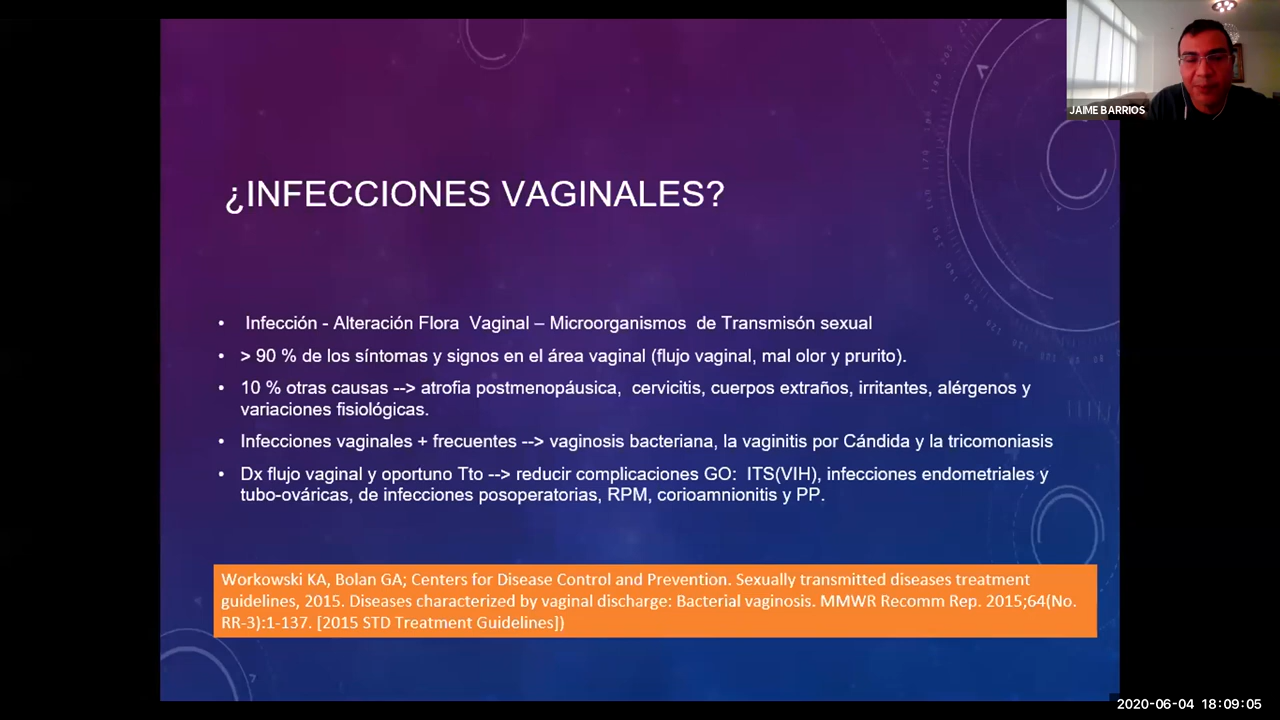 JAIME BARRIOS
¿INFECCIONES VAGINALES?
• Infección - Alteración Flora Vaginal – Microorganismos de Transmisón sexual
• > 90 % de los síntomas y signos en el área vaginal (flujo vaginal, mal olor y prurito).
• 10 % otras causas --> atrofia postmenopáusica, cervicitis, cuerpos extraños, irritantes, alérgenos y
variaciones fisiológicas.
• Infecciones vaginales + frecuentes --> vaginosis bacteriana, la vaginitis por Cándida y la tricomoniasis
• Dx flujo vaginal y oportuno Tto --> reducir complicaciones GO: ITS(VIH), infecciones endometriales y
tubo-ováricas, de infecciones posoperatorias, RPM, corioamnionitis y PP.
Workowski KA, Bolan GA; Centers for Disease Control and Prevention. Sexually transmitted diseases treatment
guidelines, 2015. Diseases characterized by vaginal discharge: Bacterial vaginosis. MMWR Recomm Rep. 2015;64(No.
RR-3):1-137. [2015 STD Treatment Guidelines])
2020-06-04 18:09:05